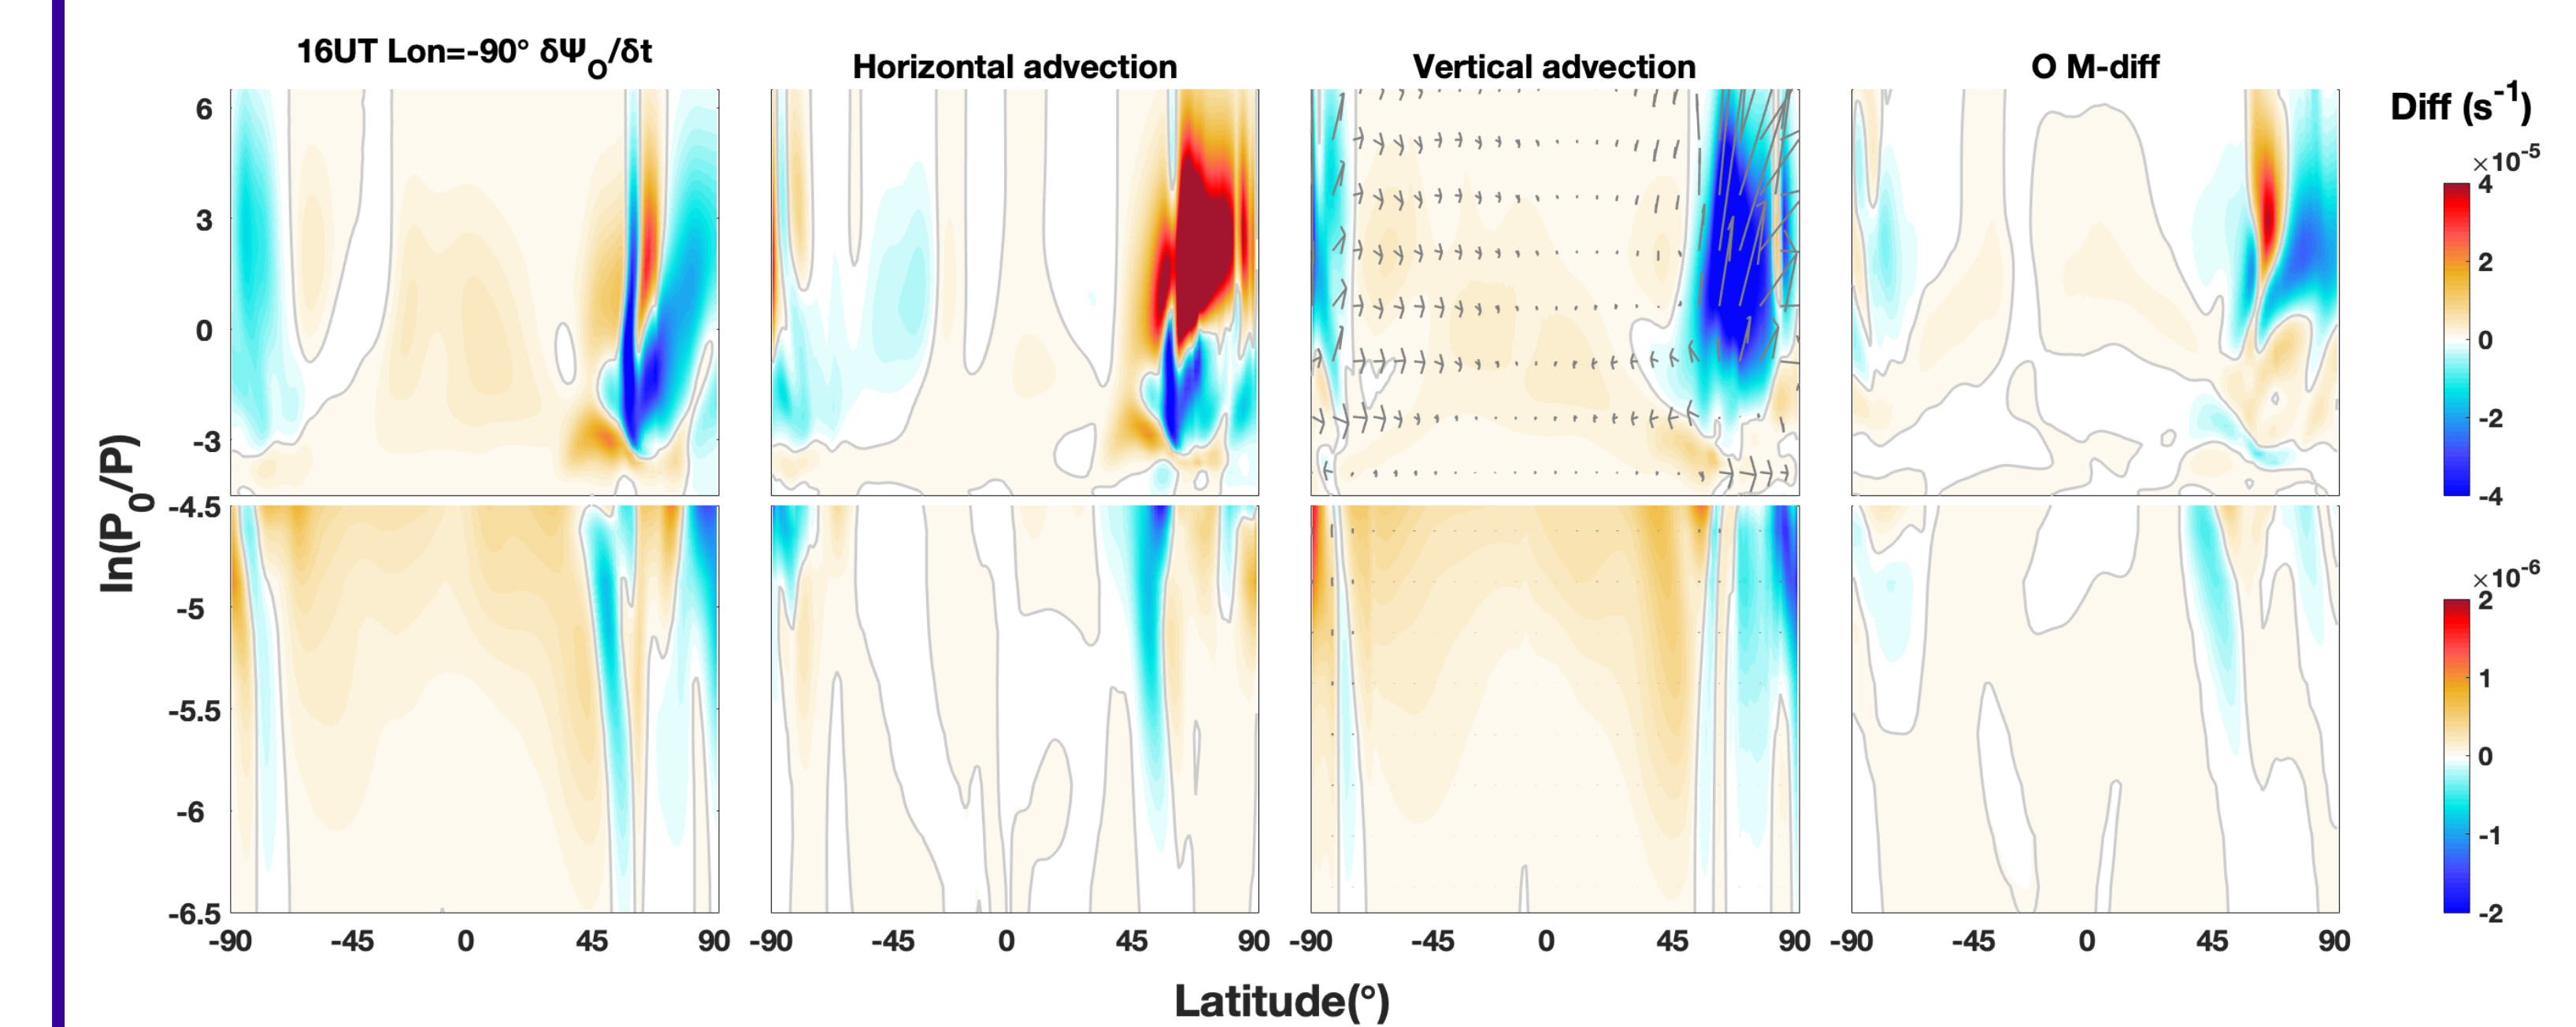 16UT Lon=-90° δΨ_O/δt
Horizontal advection
Vertical advection
O M-diff
Diff (s^-1)
×10^-5
4
2
0
-2
-4
6
3
0
-3
-4.5
-5
-5.5
-6
-6.5
ln(P_0/P)
×10^-6
2
1
0
-1
-2
-90 -45 0 45 90 -90 -45 0 45 90 -90 -45 0 45 90 -90 -45 0 45 90
Latitude(°)